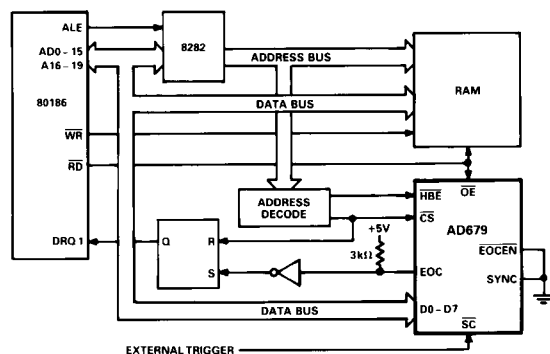 ALE
8282
AD0–15
A16–19
ADDRESS BUS
RAM
80186
DATA BUS
WR
RD
ADDRESS
DECODE
HBE
OE
CS
AD679
+5V
3kΩ
DRQ 1
Q
R
S
EOC
EOCEN
SYNC
DATA BUS
D0–D7
SC
EXTERNAL TRIGGER